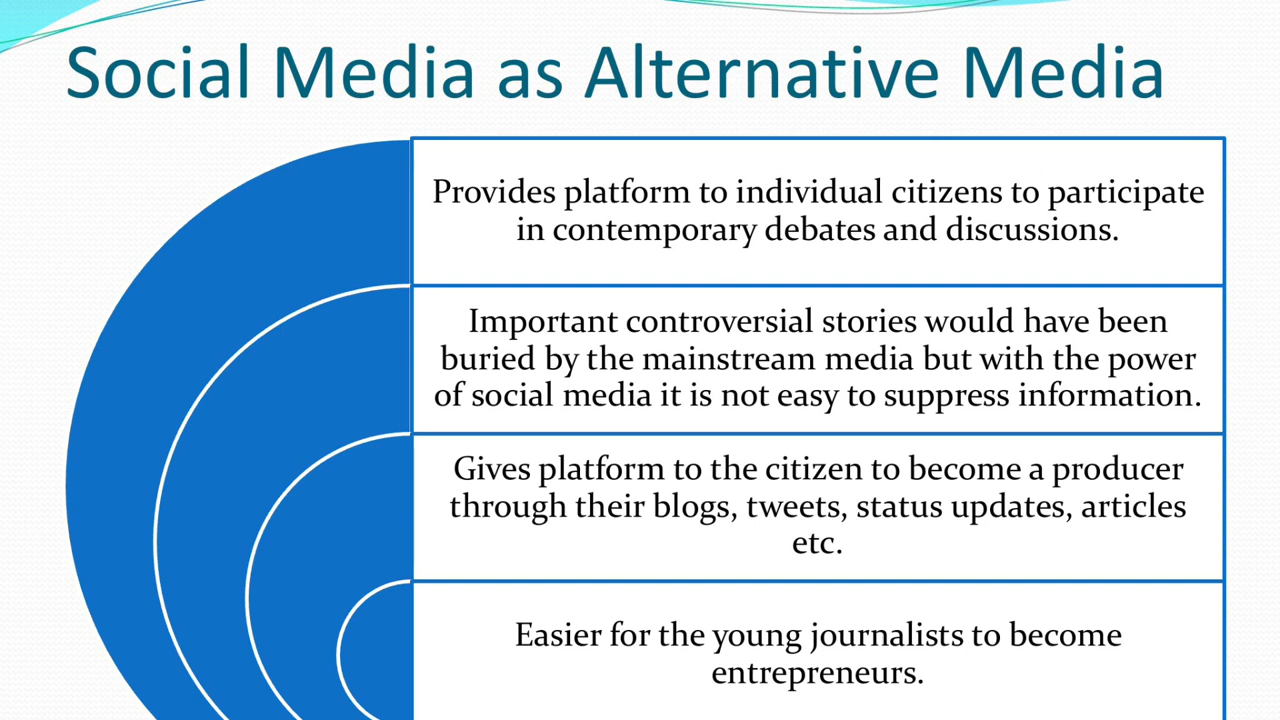 Social Media as Alternative Media
Provides platform to individual citizens to participate
in contemporary debates and discussions.
Important controversial stories would have been
buried by the mainstream media but with the power
of social media it is not easy to suppress information.
Gives platform to the citizen to become a producer
through their blogs, tweets, status updates, articles
etc.
Easier for the young journalists to become
entrepreneurs.